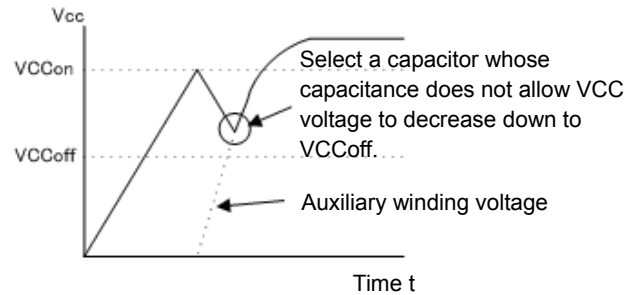 Vcc
VCCon
Select a capacitor whose
capacitance does not allow VCC
voltage to decrease down to
VCCoff.
VCCoff
Auxiliary winding voltage
Time t